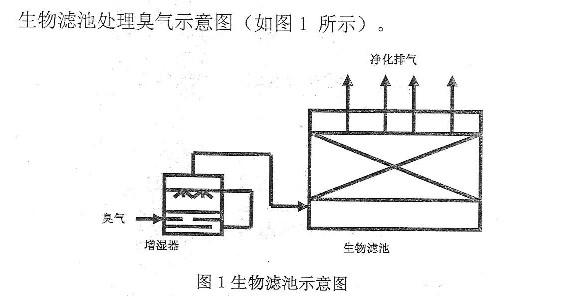 生物滤池处理臭气示意图（如图1 所示）。
净化排气
臭气
增湿器
生物滤池
图1生物滤池示意图